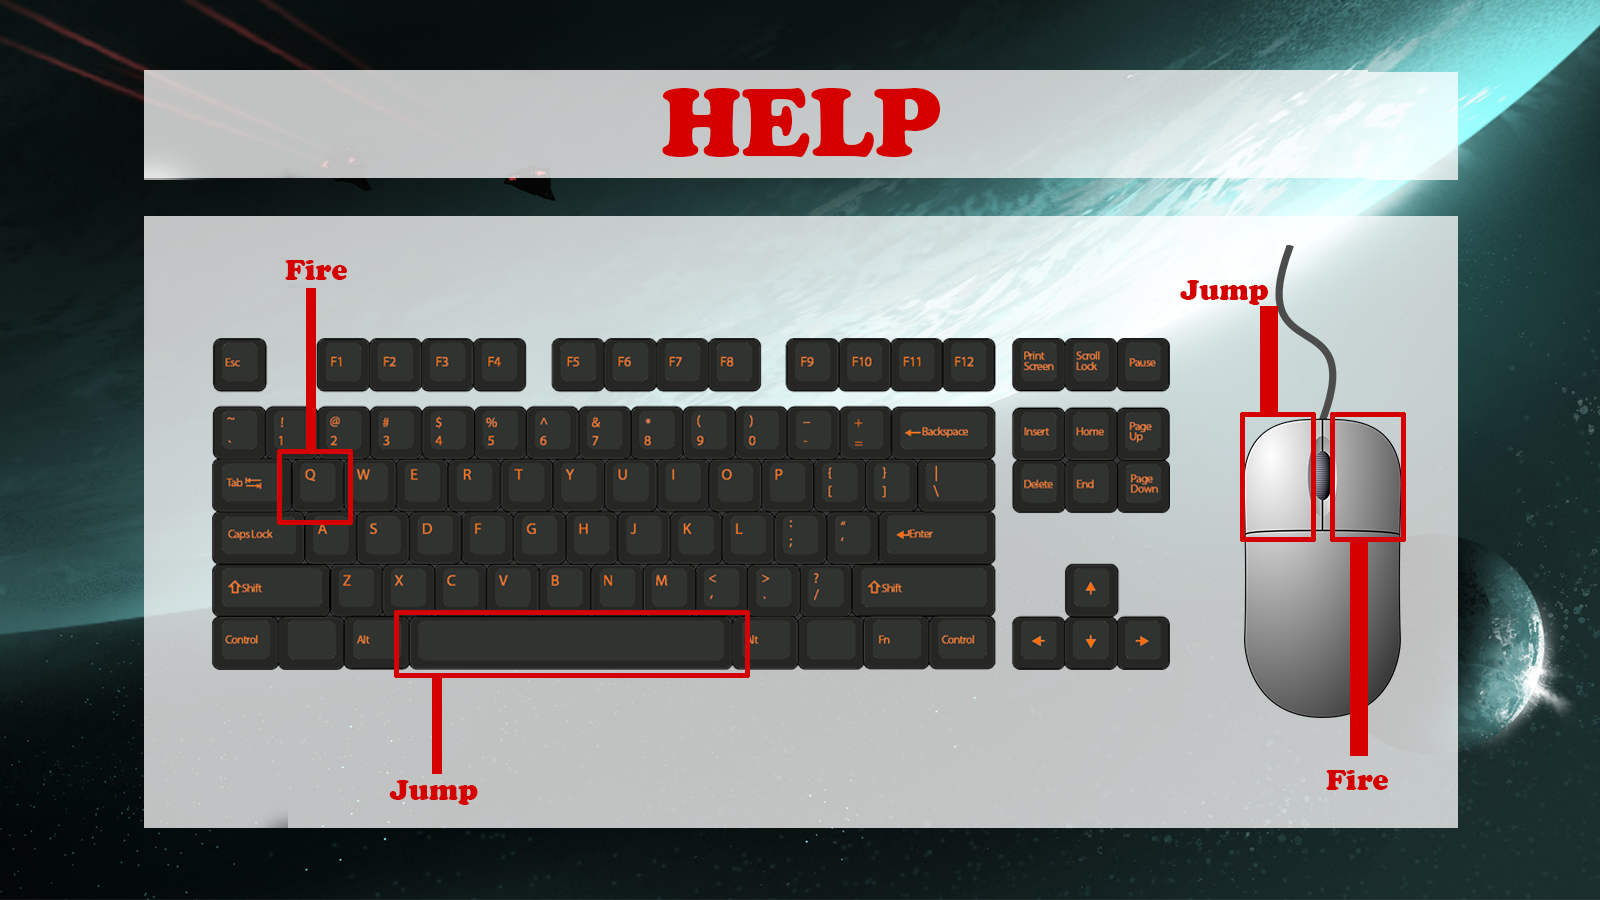 HELP
Fire
Jump
Esc F1 F2 F3 F4 F5 F6 F7 F8 F9 F10 F11 F12 Print Screen Scroll Lock Pause
~ ` ! 1 @ 2 # 3 $ 4 % 5 ^ 6 & 7 * 8 ( 9 ) 0 – - + = ←Backspace Insert Home Page Up
Tab Q W E R T Y U I O P { [ } ] | \ Delete End Page Down
Caps Lock A S D F G H J K L : ; “ ‘ Enter
Shift Z X C V B N M < , > . ? / Shift
Control Alt Alt Fn Control
Jump
Fire